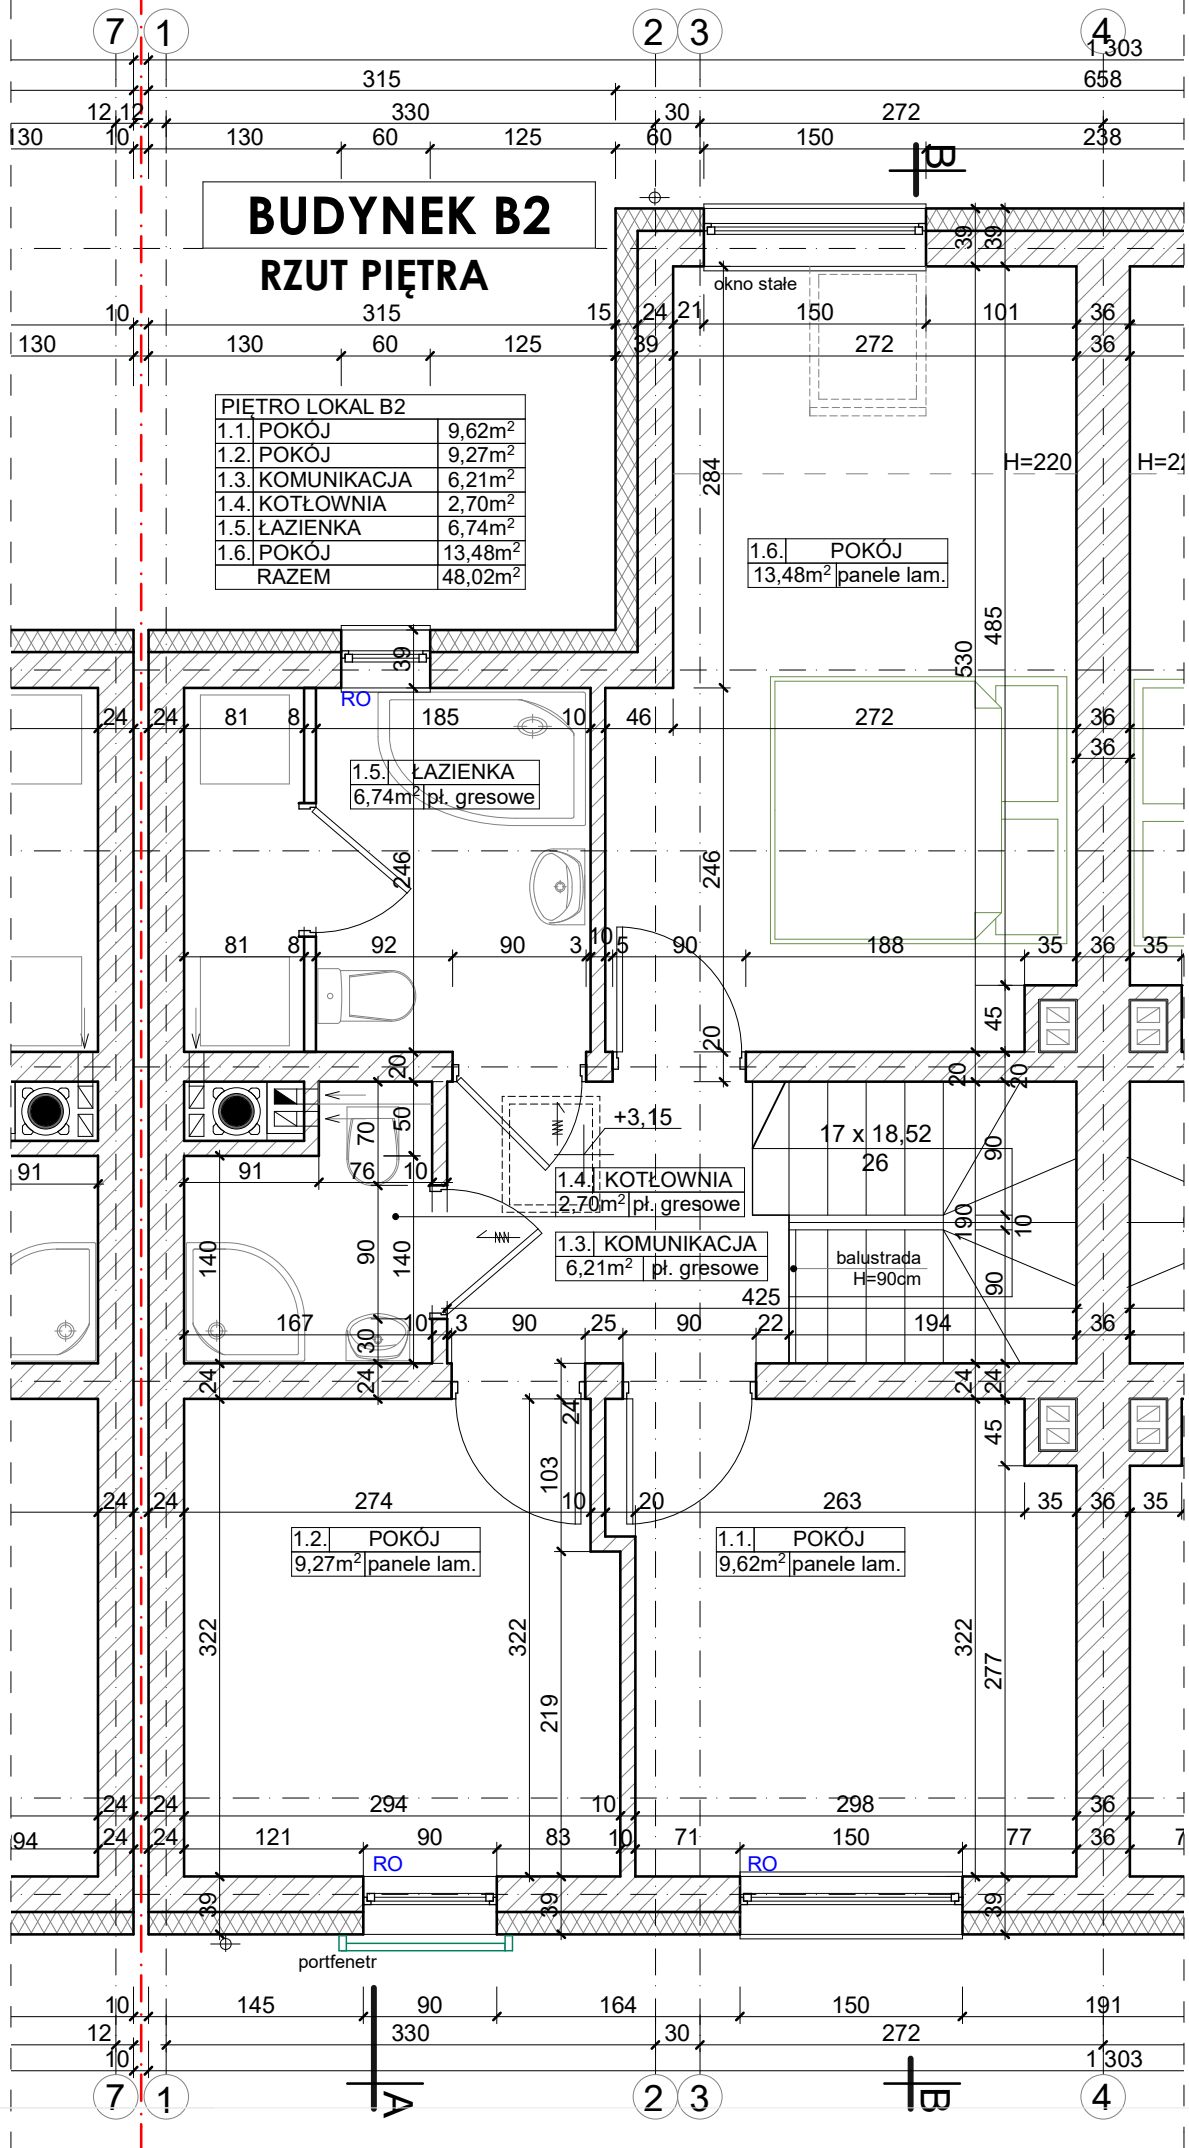 7 1 2 3 4
1 303
315 658
12 12 330 30 272
130 10 130 60 125 60 150 238
B
BUDYNEK B2
RZUT PIĘTRA
39 39
okno stałe
10 315 15 24 21 150 101 36
130 130 60 125 39 272 36
PIĘTRO LOKAL B2
1.1. POKÓJ 9,62m²
1.2. POKÓJ 9,27m²
1.3. KOMUNIKACJA 6,21m²
1.4. KOTŁOWNIA 2,70m²
1.5. ŁAZIENKA 6,74m²
1.6. POKÓJ 13,48m²
RAZEM 48,02m²
284
H=220
1.6. POKÓJ
13,48m² panele lam.
485
530
39
RO
24 24 81 8 185 10 46 272 36
36
1.5. ŁAZIENKA
6,74m² pł. gresowe
246 246
81 8 92 90 3 10 5 90 188 35 36 35
45
20 20 20 20
+3,15
17 x 18,52
26
70 50 90
91 91 76 10
1.4. KOTŁOWNIA
2,70m² pł. gresowe
190 10
140 90 140
1.3. KOMUNIKACJA
6,21m² pł. gresowe
balustrada
H=90cm
90
425
167 10 3 90 25 90 22 194 36
30
24 24 24 24 24
45
103
24 24 274 10 20 263 35 36 35
1.2. POKÓJ
9,27m² panele lam.
1.1. POKÓJ
9,62m² panele lam.
322 322 322
277
219
24 24 294 10 298 36
94 24 24 121 90 83 10 71 150 77 36
RO RO
39 39 39
portfenetr
10 145 90 164 150 191
12 330 30 272
10 1 303
A B
7 1 2 3 4